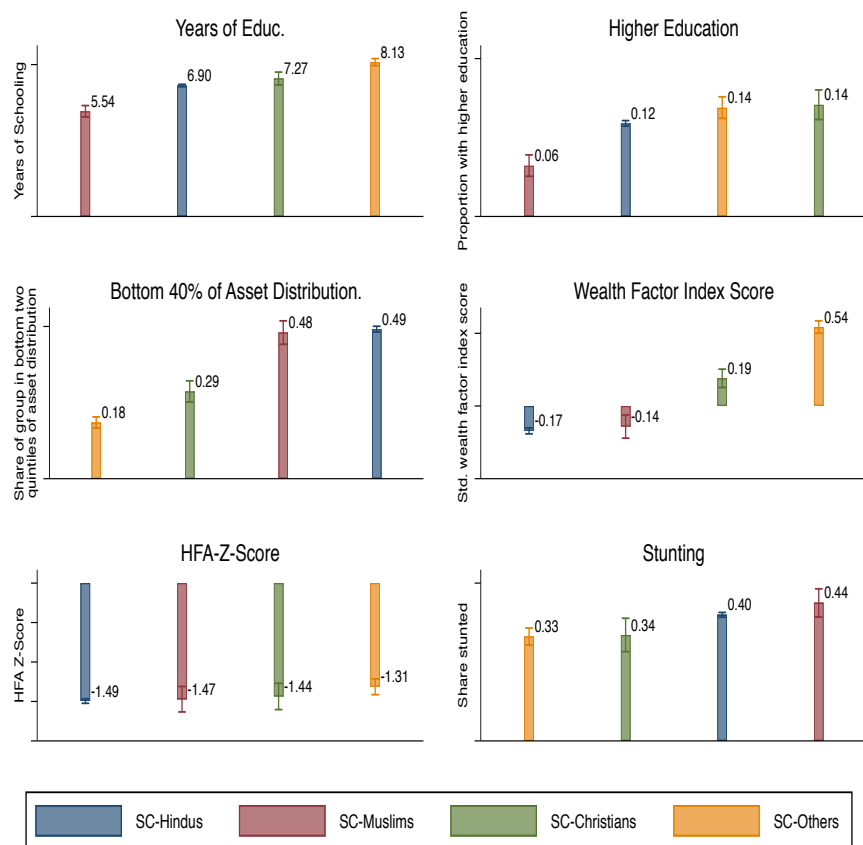 Years of Educ.
Years of Schooling
5.54
6.90
7.27
8.13
Higher Education
Proportion with higher education
0.06
0.12
0.14
0.14
Bottom 40% of Asset Distribution.
Share of group in bottom two
quintiles of asset distribution
0.18
0.29
0.48
0.49
Wealth Factor Index Score
Std. wealth factor index score
-0.17
-0.14
0.19
0.54
HFA-Z-Score
HFA Z-Score
-1.49
-1.47
-1.44
-1.31
Stunting
Share stunted
0.33
0.34
0.40
0.44
SC-Hindus
SC-Muslims
SC-Christians
SC-Others